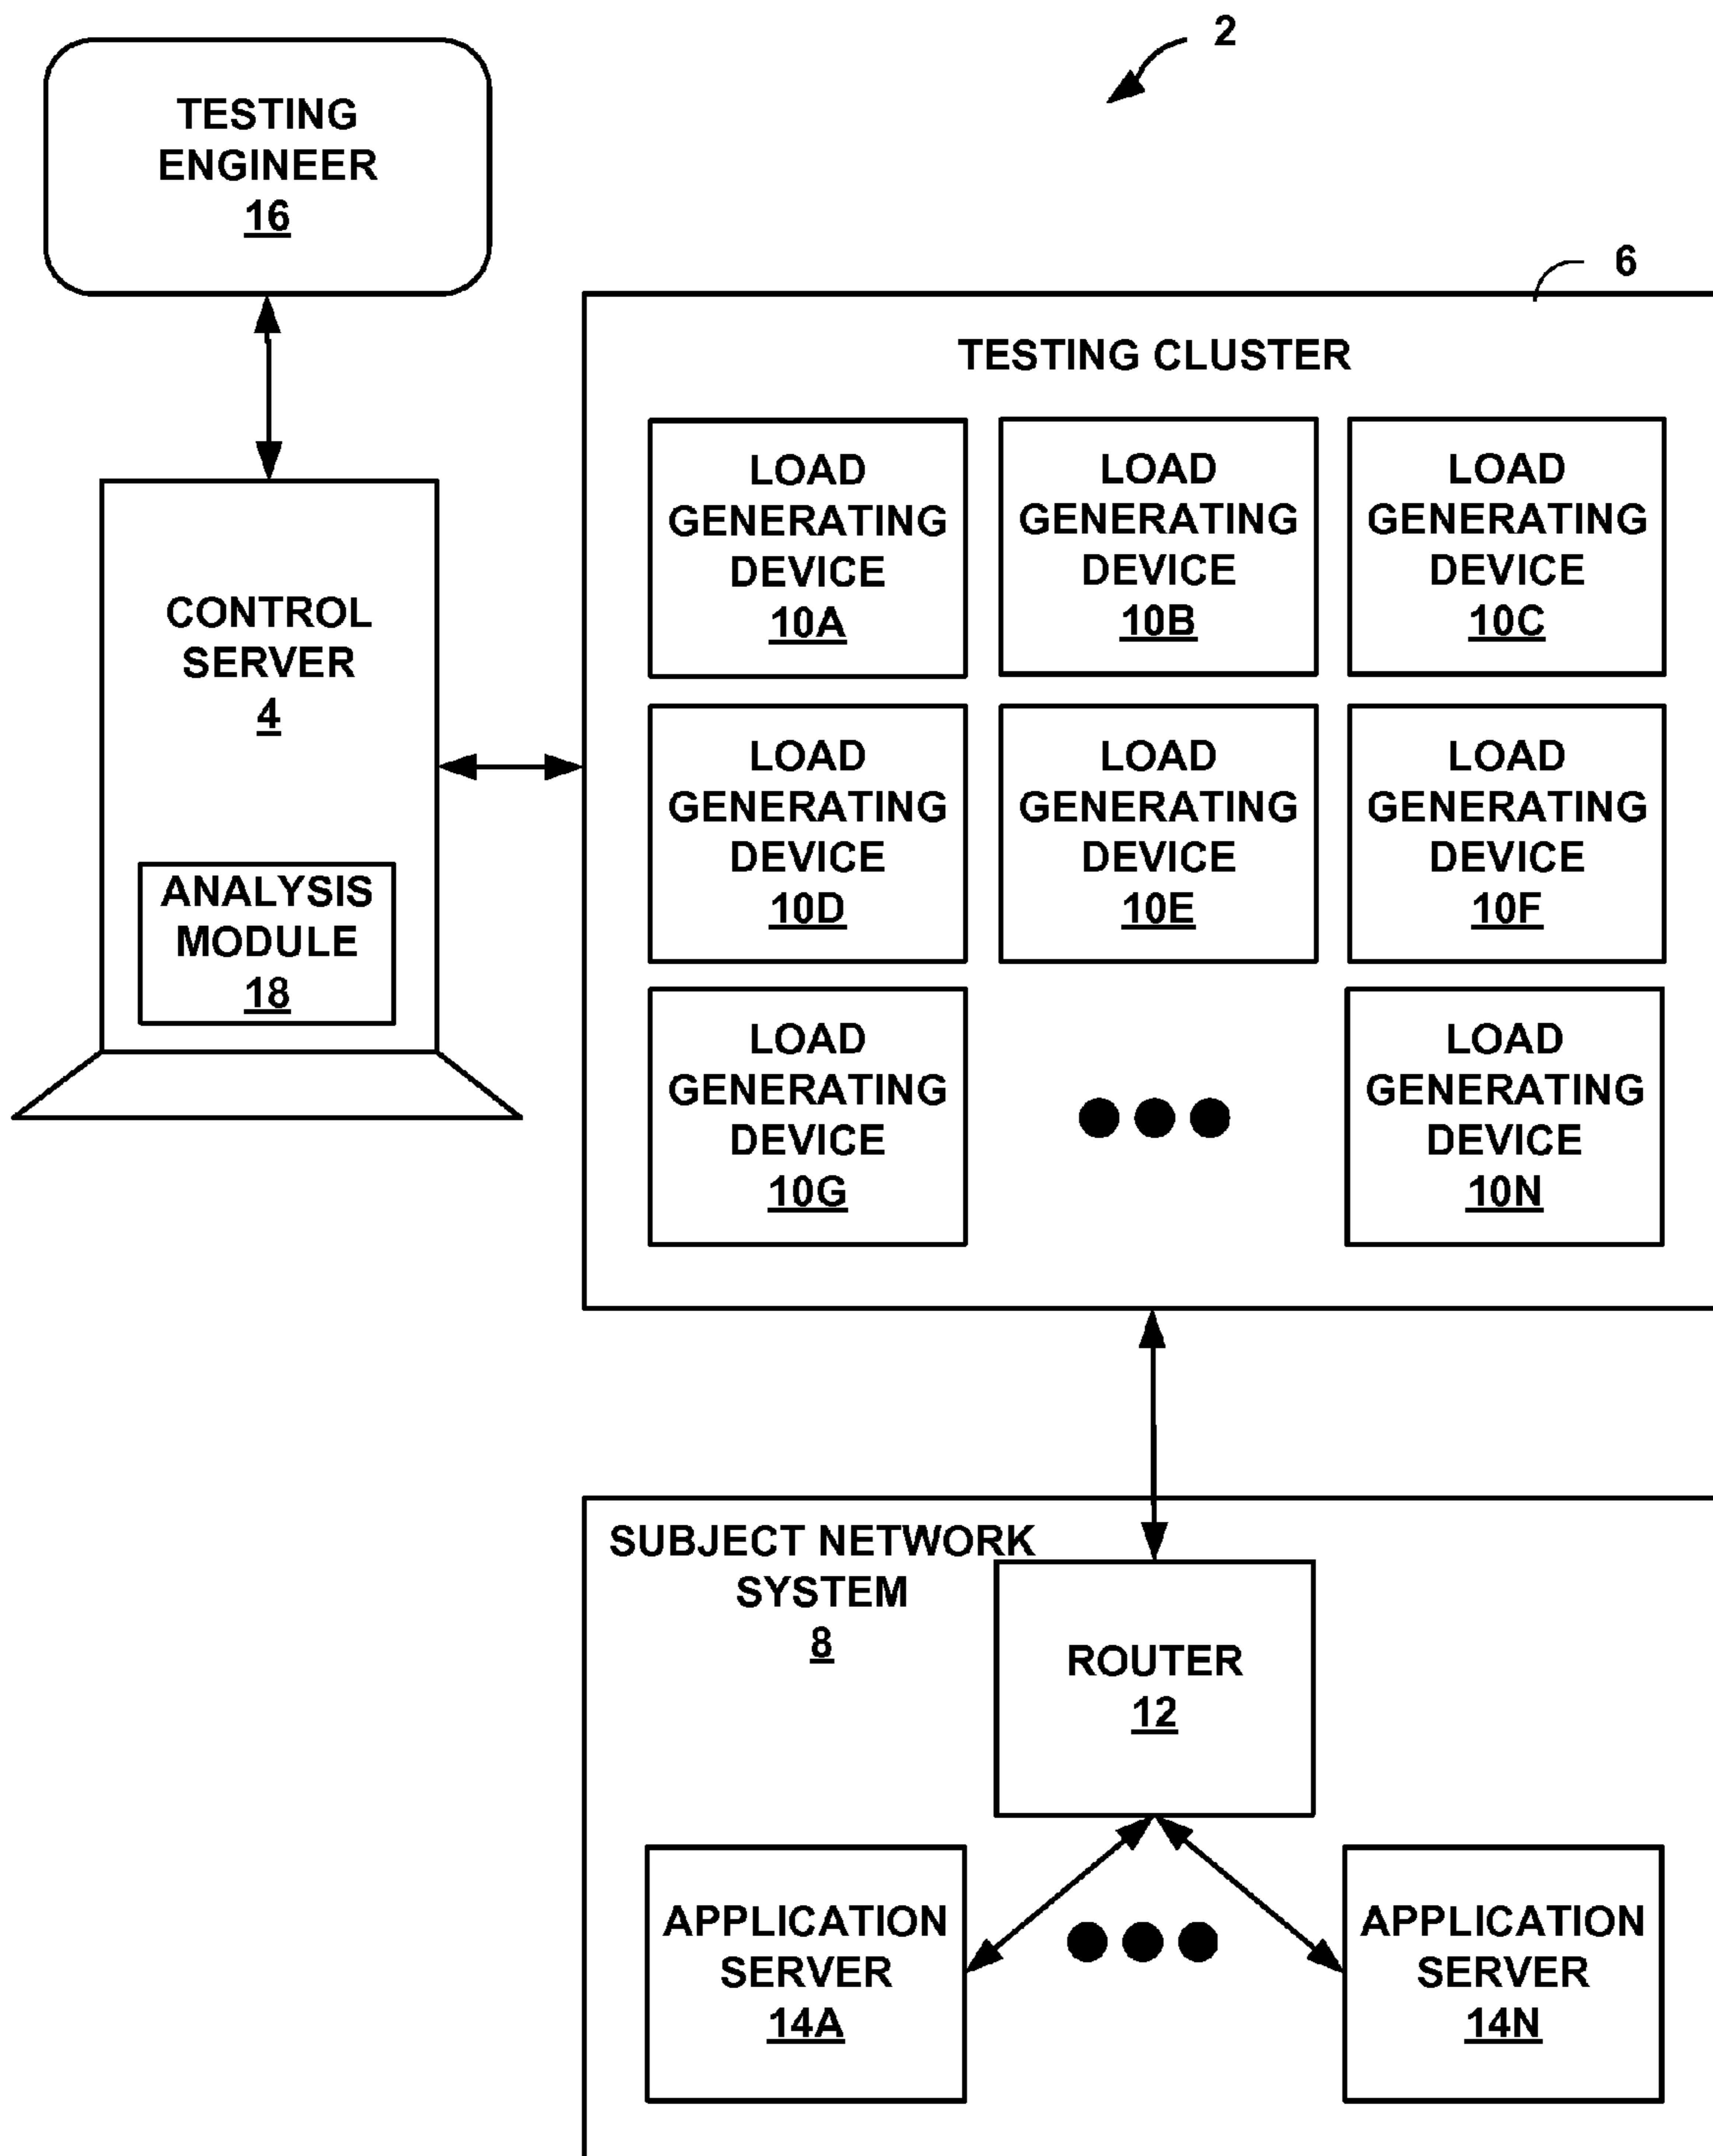 2
TESTING
ENGINEER
16
6
TESTING CLUSTER
LOAD
GENERATING
DEVICE
10A
LOAD
GENERATING
DEVICE
10B
LOAD
GENERATING
DEVICE
10C
CONTROL
SERVER
4
ANALYSIS
MODULE
18
LOAD
GENERATING
DEVICE
10D
LOAD
GENERATING
DEVICE
10E
LOAD
GENERATING
DEVICE
10F
LOAD
GENERATING
DEVICE
10G
LOAD
GENERATING
DEVICE
10N
SUBJECT NETWORK
SYSTEM
8
ROUTER
12
APPLICATION
SERVER
14A
APPLICATION
SERVER
14N